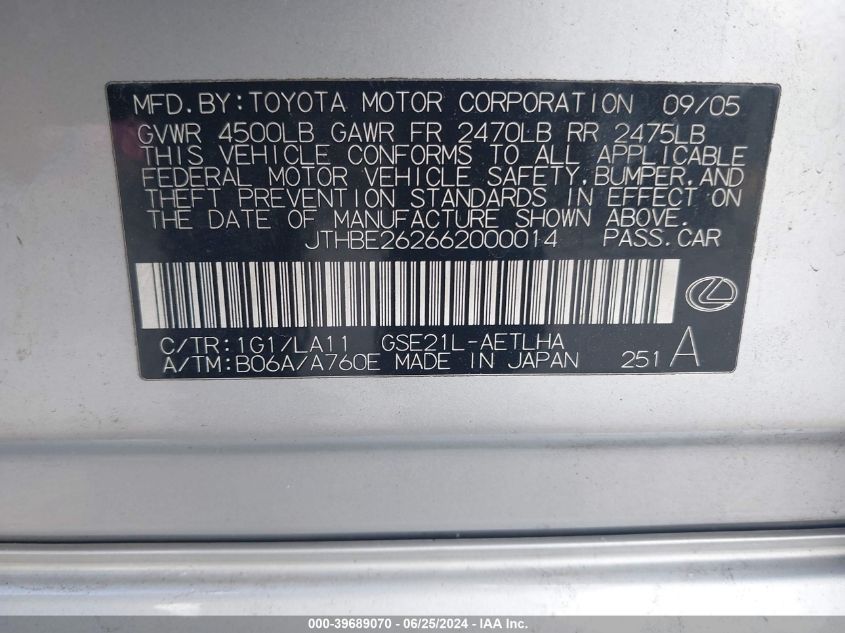 MFD. BY: TOYOTA MOTOR CORPORATION 09/05
GVWR 4500LB GAWR FR 2470LB RR 2475LB
THIS VEHICLE CONFORMS TO ALL APPLICABLE
FEDERAL MOTOR VEHICLE SAFETY, BUMPER, AND
THEFT PREVENTION STANDARDS IN EFFECT ON
THE DATE OF MANUFACTURE SHOWN ABOVE.
JTHBE262662000014 PASS. CAR
C/TR: 1G1/LA11 GSE21L-AETLHA
A/TM: B06A/A760E MADE IN JAPAN 251 A
000-39689070 - 06/25/2024 - IAA Inc.